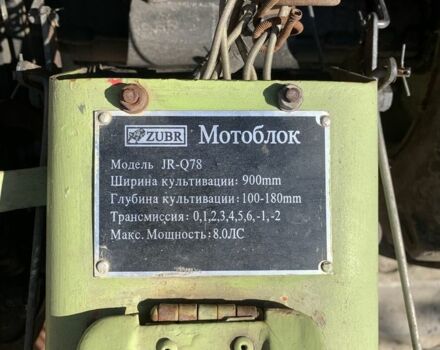 ZUBR Мотоблок
Модель JR-Q78
Ширина культивации: 900mm
Глубина культивации: 100-180mm
Трансмиссия: 0,1,2,3,4,5,6,-1,-2
Макс. Мощность: 8.0ЛС